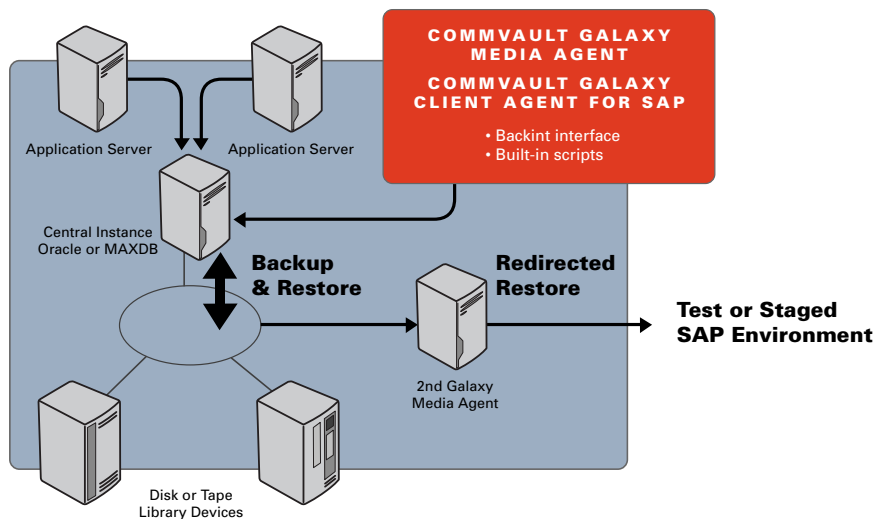 COMMVAULT GALAXY
MEDIA AGENT
COMMVAULT GALAXY
CLIENT AGENT FOR SAP
• Backint interface
• Built-in scripts
Application Server
Application Server
Central Instance
Oracle or MAXDB
Backup
& Restore
Redirected
Restore
Test or Staged
SAP Environment
2nd Galaxy
Media Agent
Disk or Tape
Library Devices